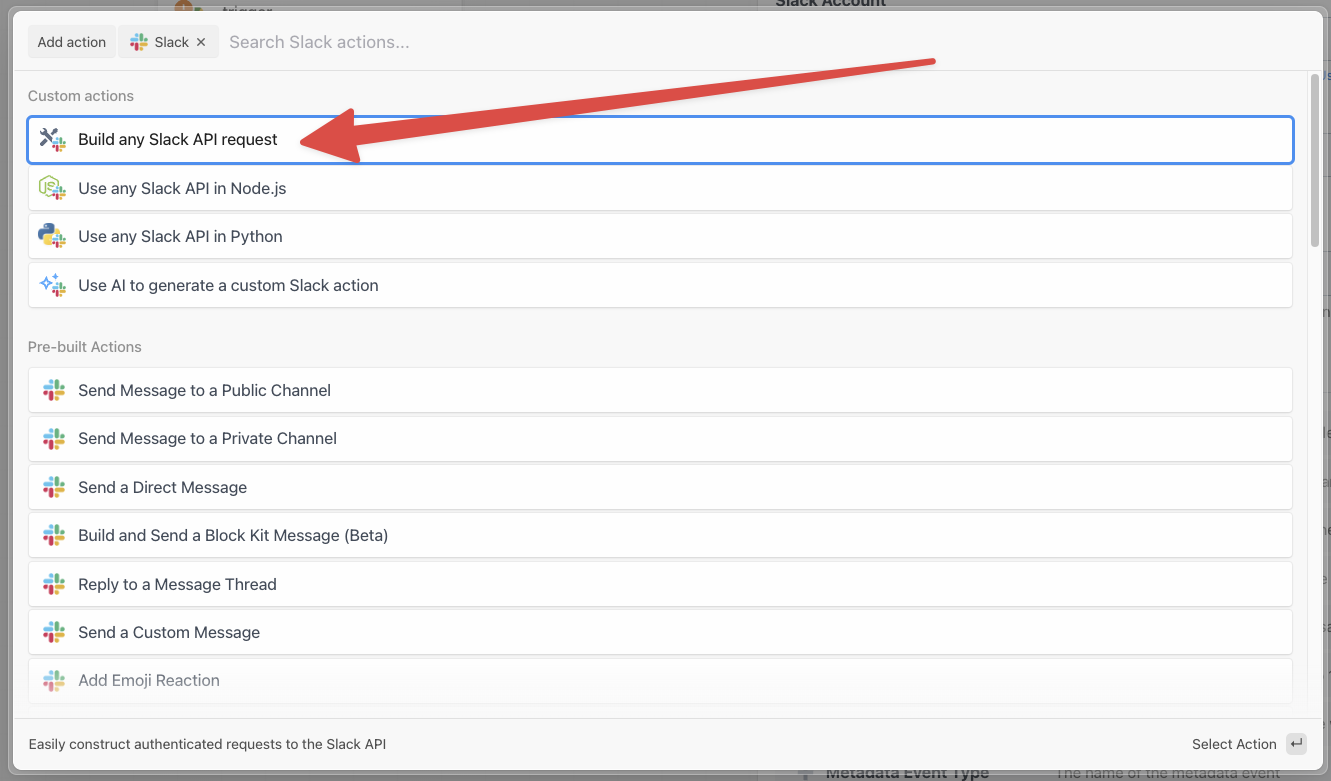 Slack Account
trigger
Add action
Slack ×
Search Slack actions...
Custom actions
Build any Slack API request
Use any Slack API in Node.js
Use any Slack API in Python
Use AI to generate a custom Slack action
Pre-built Actions
Send Message to a Public Channel
Send Message to a Private Channel
Send a Direct Message
Build and Send a Block Kit Message (Beta)
Reply to a Message Thread
Send a Custom Message
Add Emoji Reaction
Easily construct authenticated requests to the Slack API
Select Action
Metadata Event Type
The name of the metadata event